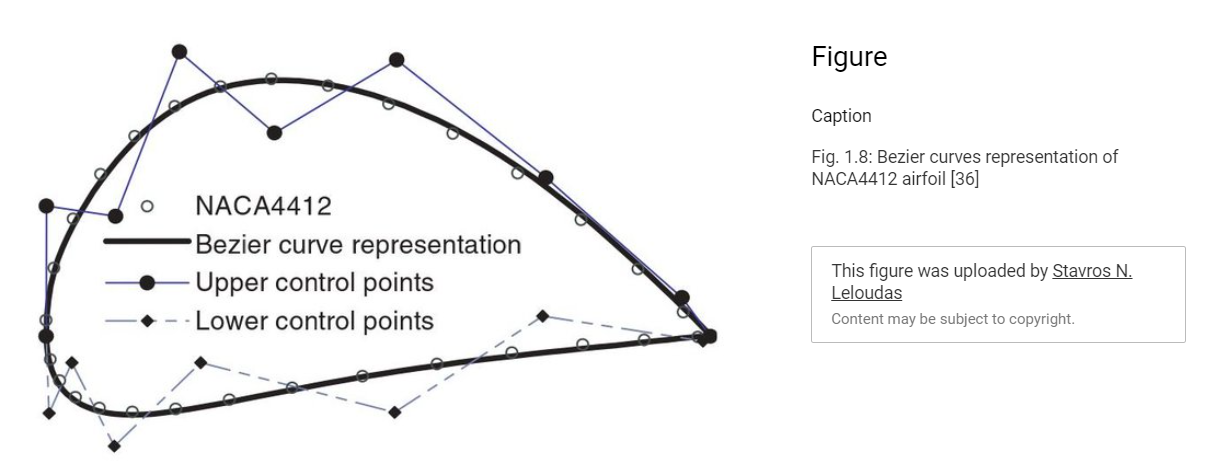 NACA4412
Bezier curve representation
Upper control points
Lower control points
Figure
Caption
Fig. 1.8: Bezier curves representation of
NACA4412 airfoil [36]
This figure was uploaded by Stavros N.
Leloudas
Content may be subject to copyright.